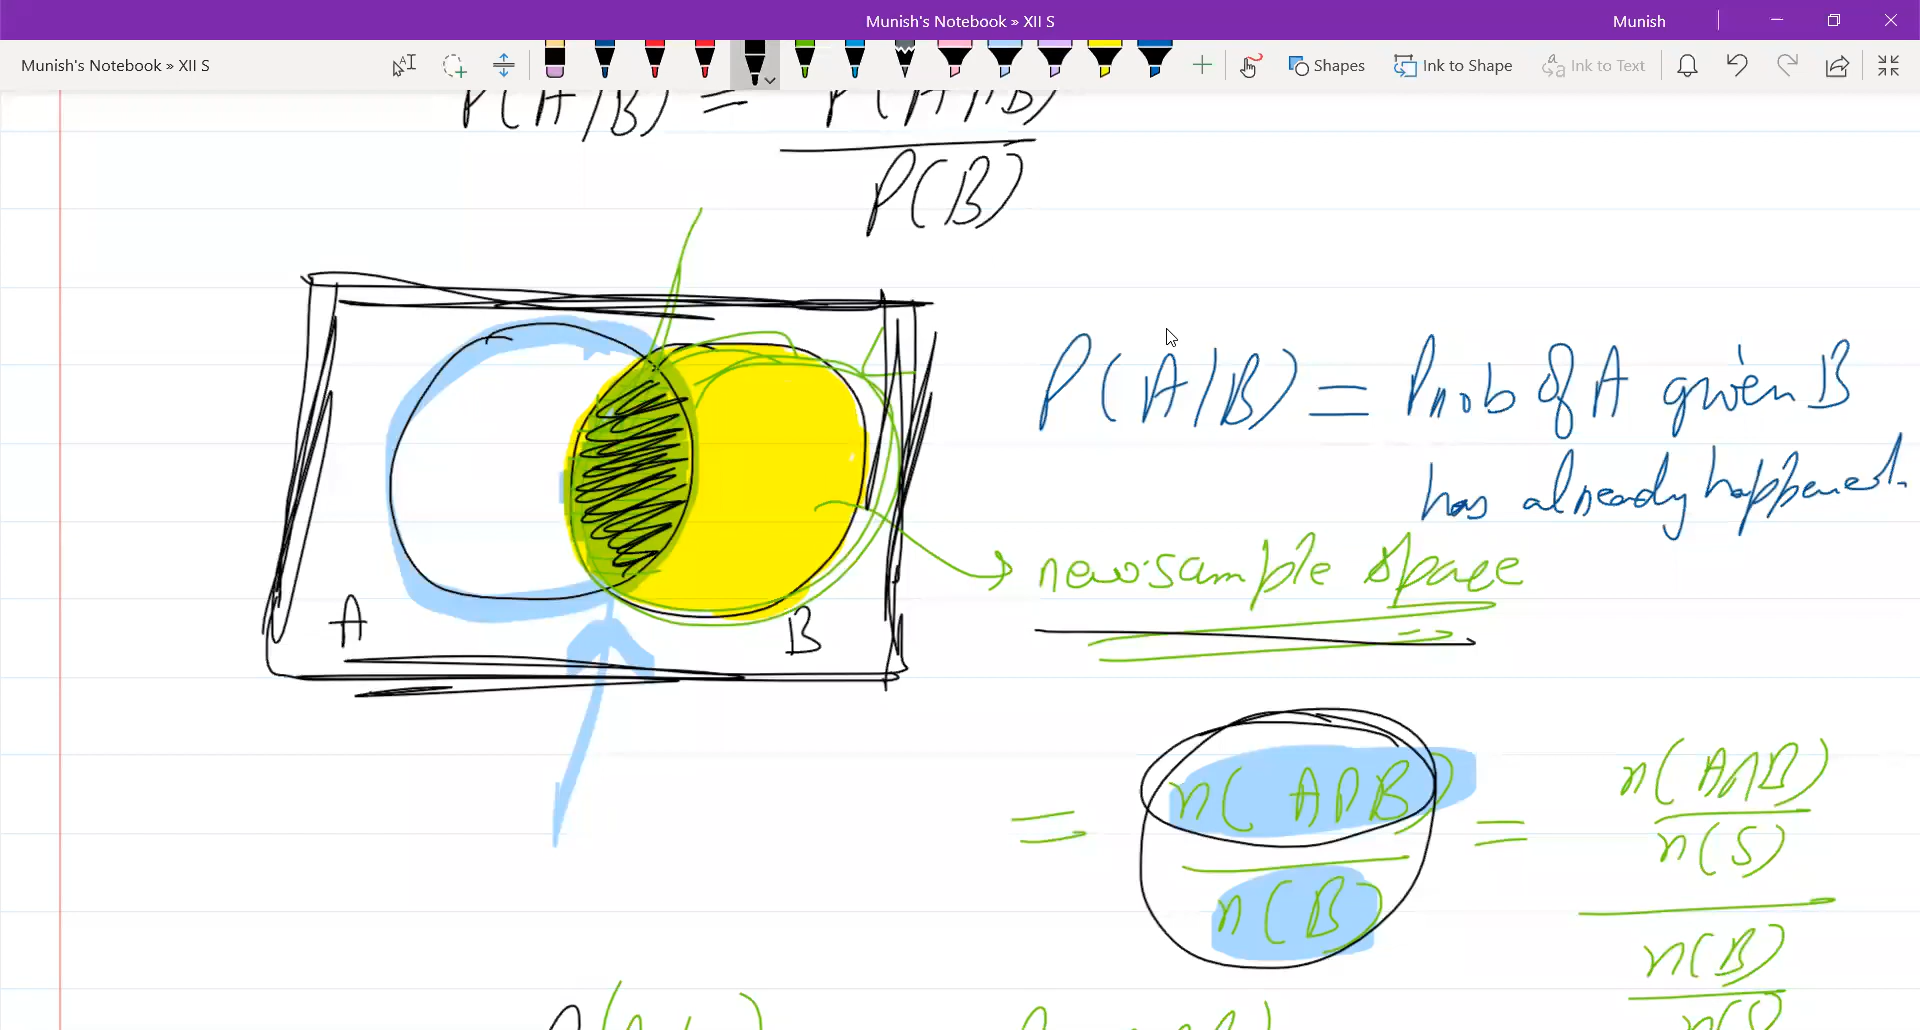 Munish's Notebook » XII S
Munish
Munish's Notebook » XII S
Shapes
Ink to Shape
Ink to Text
P(A/B) = P(A∩B)
P(B)
P(A/B) = Prob of A given B
has already happened.
new sample space
A
B
= n(A∩B) = n(A∩B)
n(S)
n(B)
n(B)
n(S)